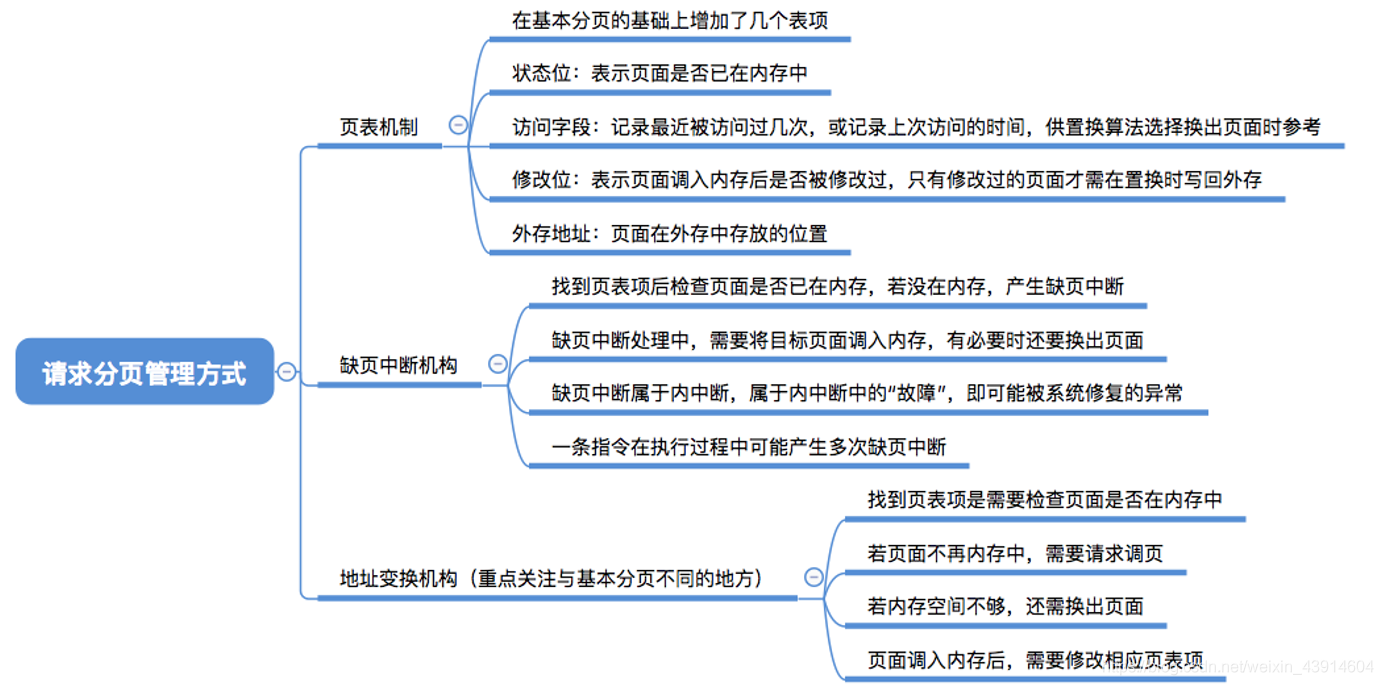 在基本分页的基础上增加了几个表项
状态位：表示页面是否已在内存中
页表机制
访问字段：记录最近被访问过几次，或记录上次访问的时间，供置换算法选择换出页面时参考
修改位：表示页面调入内存后是否被修改过，只有修改过的页面才需在置换时写回外存
外存地址：页面在外存中存放的位置
找到页表项后检查页面是否已在内存，若没在内存，产生缺页中断
缺页中断处理中，需要将目标页面调入内存，有必要时还要换出页面
请求分页管理方式
缺页中断机构
缺页中断属于内中断，属于内中断中的“故障”，即可能被系统修复的异常
一条指令在执行过程中可能产生多次缺页中断
找到页表项是需要检查页面是否在内存中
若页面不再内存中，需要请求调页
地址变换机构（重点关注与基本分页不同的地方）
若内存空间不够，还需换出页面
页面调入内存后，需要修改相应页表项
https://blog.csdn.net/weixin_43914604